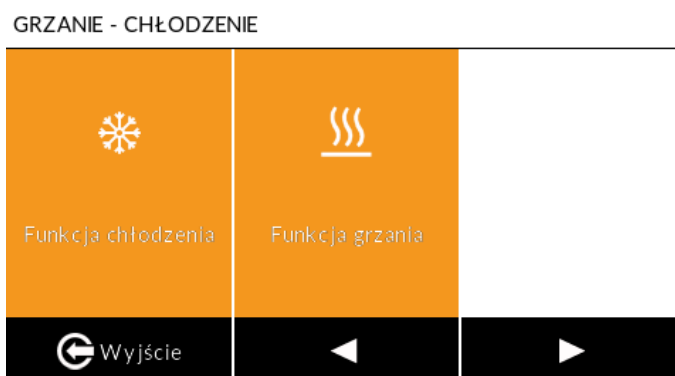 GRZANIE - CHŁODZENIE
Funkcja chłodzenia
Funkcja grzania
Wyjście